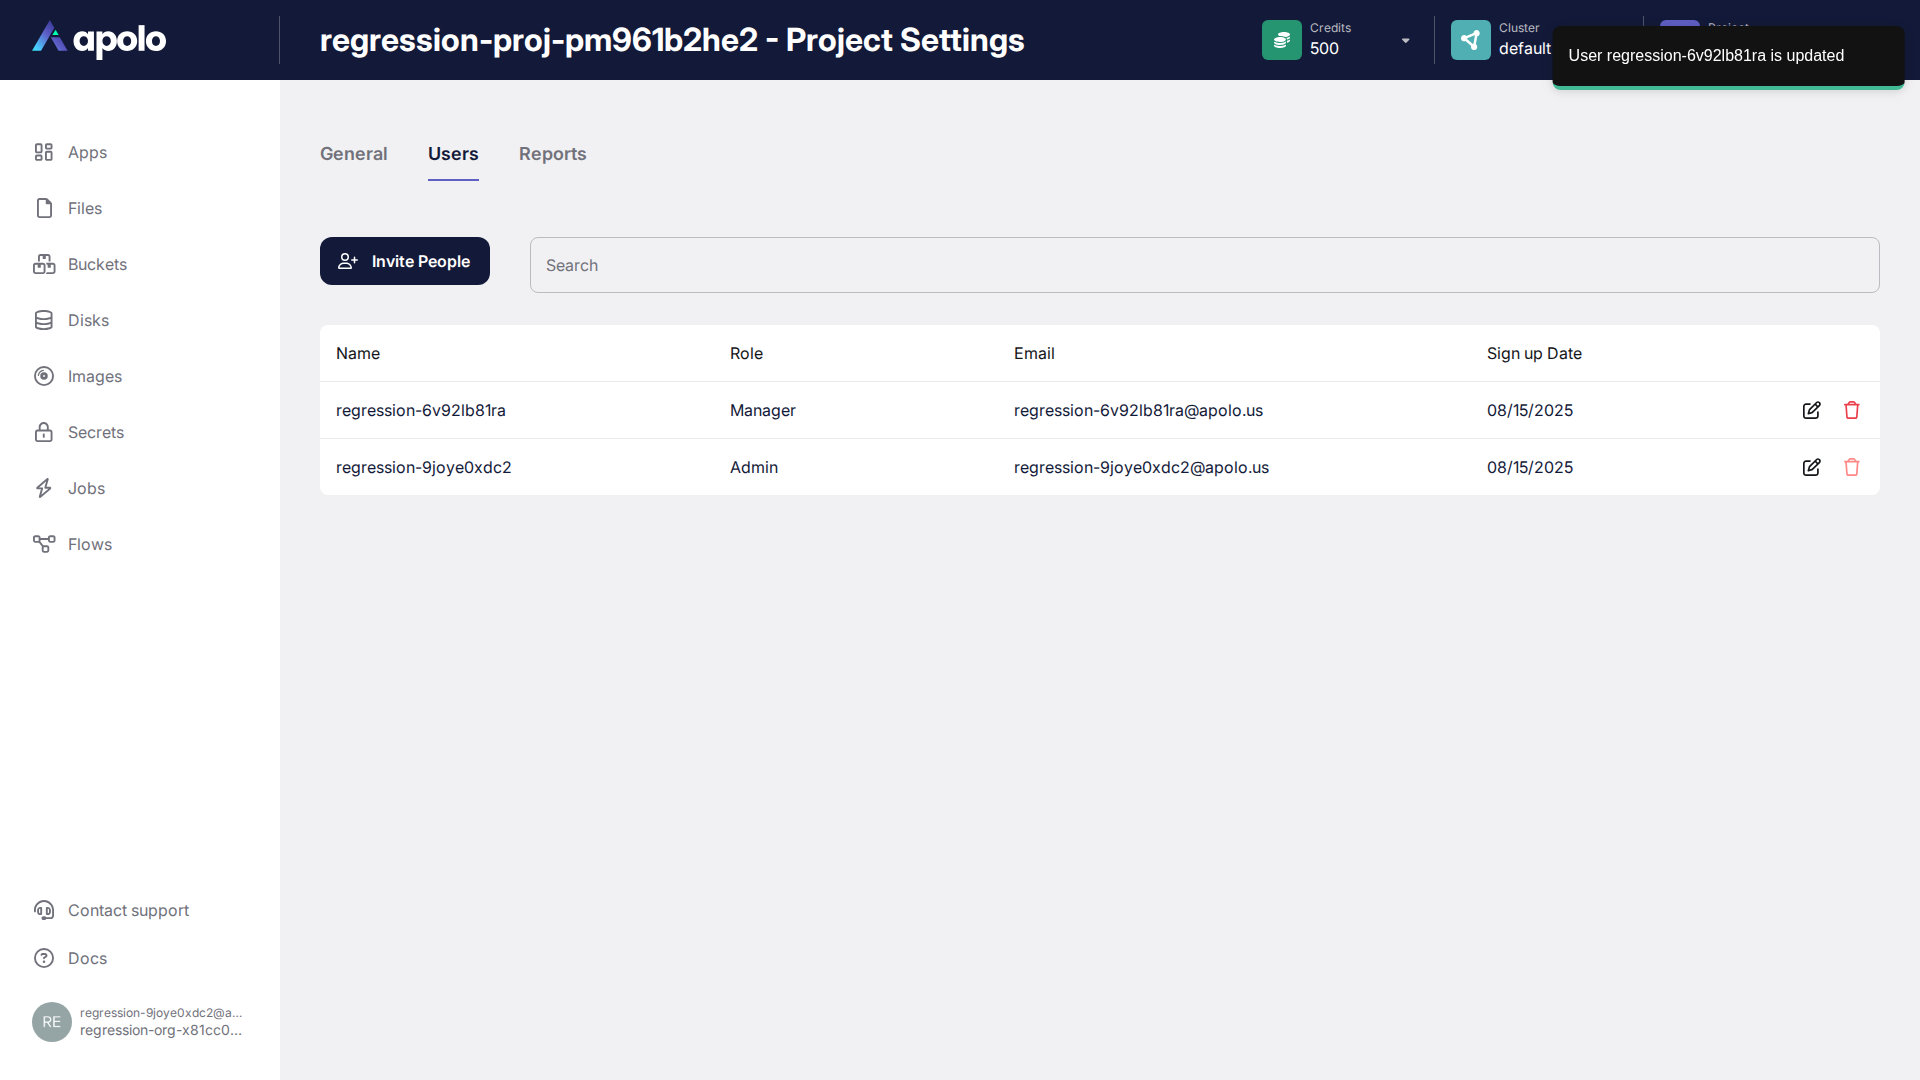 apolo
regression-proj-pm961b2he2 - Project Settings
Credits
500
Cluster
default
User regression-6v92lb81ra is updated
Apps
Files
Buckets
Disks
Images
Secrets
Jobs
Flows
General Users Reports
Invite People
Search
Name Role Email Sign up Date
regression-6v92lb81ra Manager regression-6v92lb81ra@apolo.us 08/15/2025
regression-9joye0xdc2 Admin regression-9joye0xdc2@apolo.us 08/15/2025
Contact support
Docs
RE
regression-9joye0xdc2@a...
regression-org-x81cc0...